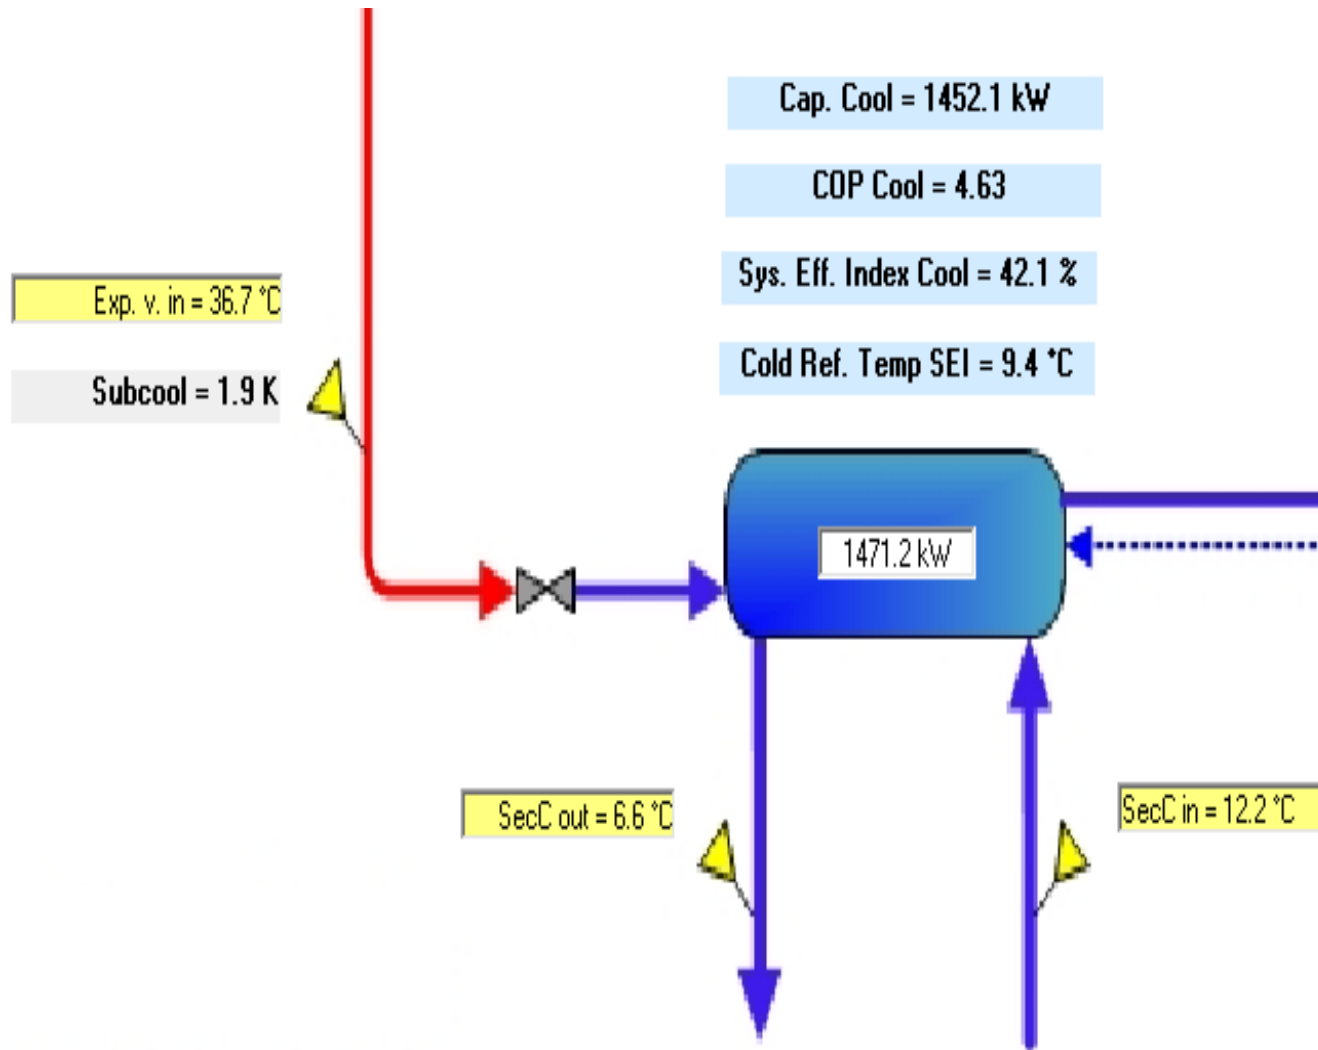 Cap. Cool = 1452.1 kW
COP Cool = 4.63
Sys. Eff. Index Cool = 42.1 %
Cold Ref. Temp SEI = 9.4 °C
Exp. v. in = 36.7 °C
Subcool = 1.9 K
1471.2 kW
SecC out = 6.6 °C
SecC in = 12.2 °C